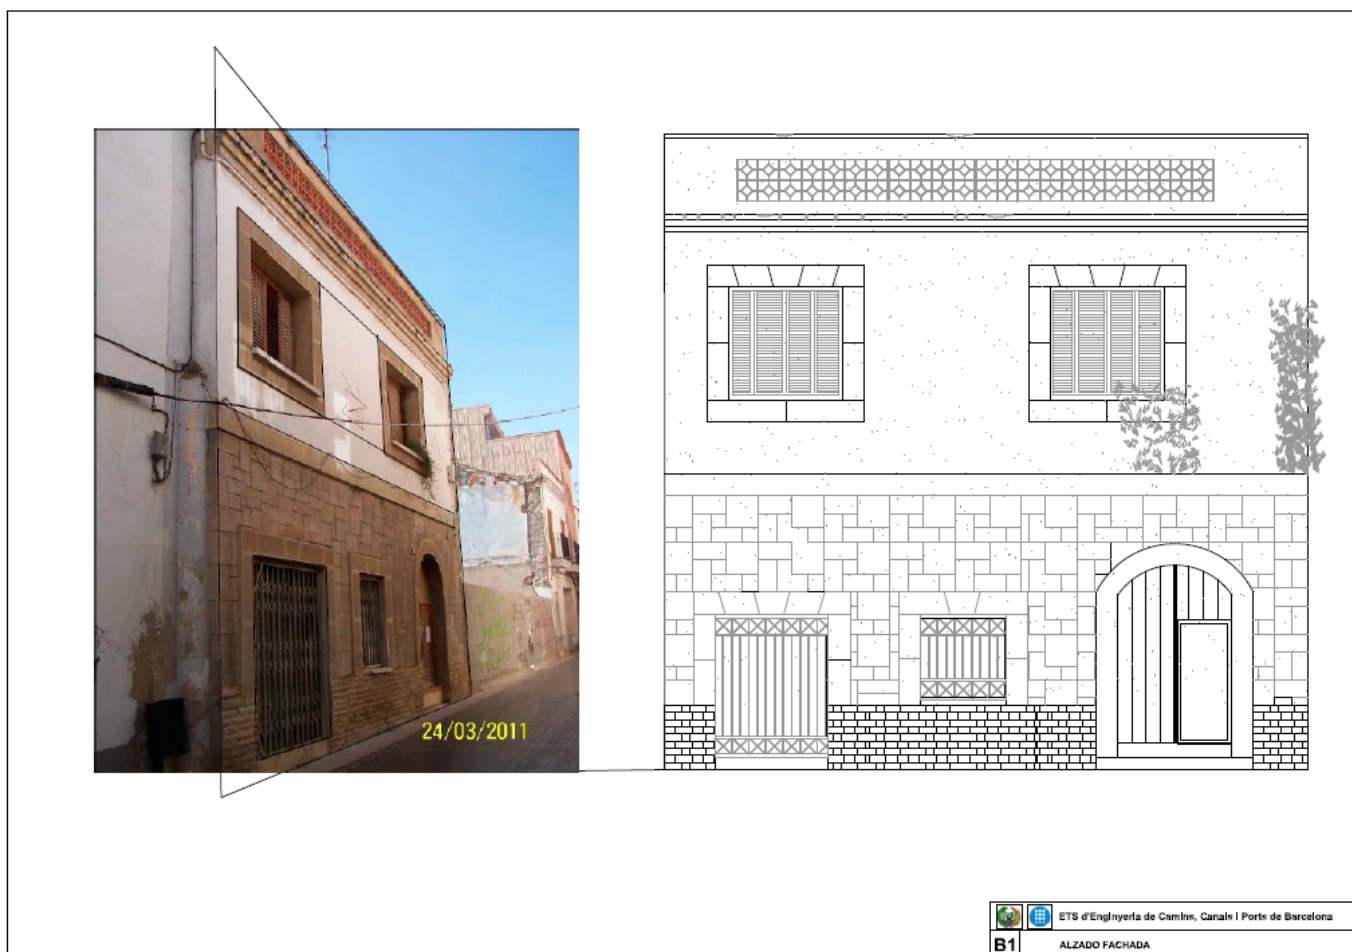 24/03/2011
ETS d'Enginyeria de Camins, Canals i Ports de Barcelona
B1
ALZADO FACHADA